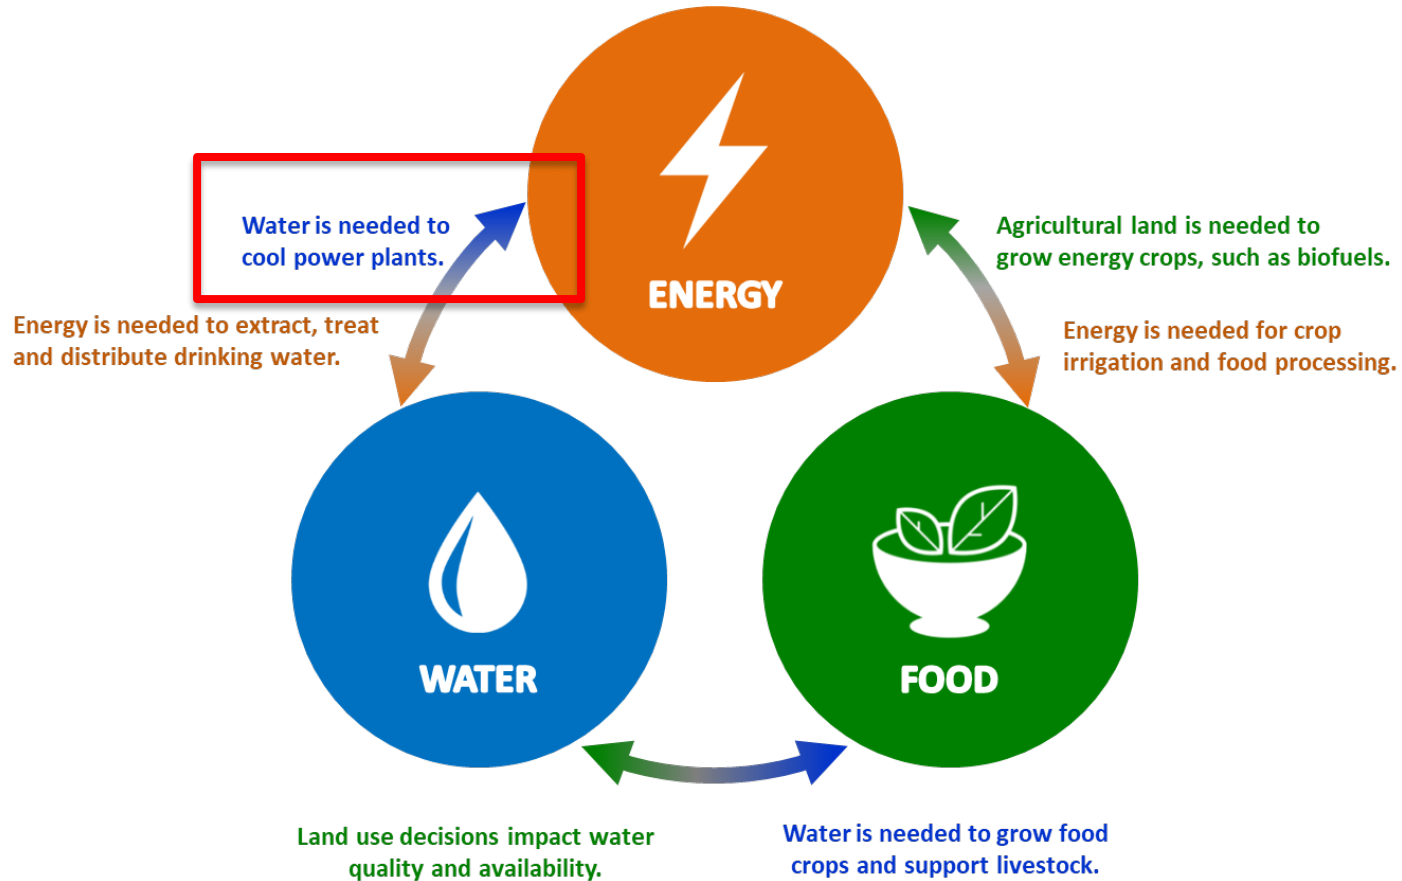 ENERGY
Water is needed to
cool power plants.
Agricultural land is needed to
grow energy crops, such as biofuels.
Energy is needed to extract, treat
and distribute drinking water.
Energy is needed for crop
irrigation and food processing.
WATER
FOOD
Land use decisions impact water
quality and availability.
Water is needed to grow food
crops and support livestock.